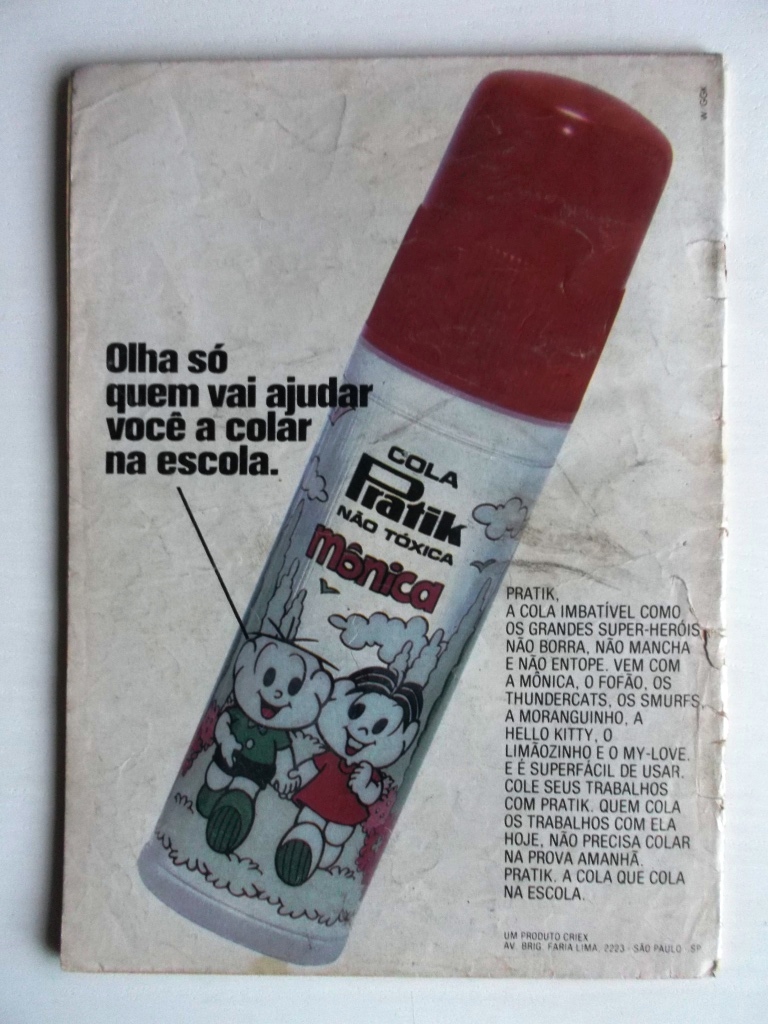 Olha só
quem vai ajudar
você a colar
na escola.
COLA
Pratik
NÃO TÓXICA
mônica
PRATIK,
A COLA IMBATÍVEL COMO
OS GRANDES SUPER-HERÓIS,
NÃO BORRA, NÃO MANCHA
E NÃO ENTOPE. VEM COM
A MÔNICA, O FOFÃO, OS
THUNDERCATS, OS SMURFS,
A MORANGUINHO, A
HELLO KITTY, O
LIMÃOZINHO E O MY-LOVE.
E É SUPERFÁCIL DE USAR.
COLE SEUS TRABALHOS
COM PRATIK. QUEM COLA
OS TRABALHOS COM ELA
HOJE, NÃO PRECISA COLAR
NA PROVA AMANHÃ.
PRATIK. A COLA QUE COLA
NA ESCOLA.
UM PRODUTO CRIEX
AV. BRIG. FARIA LIMA, 2223 - SÃO PAULO - SP